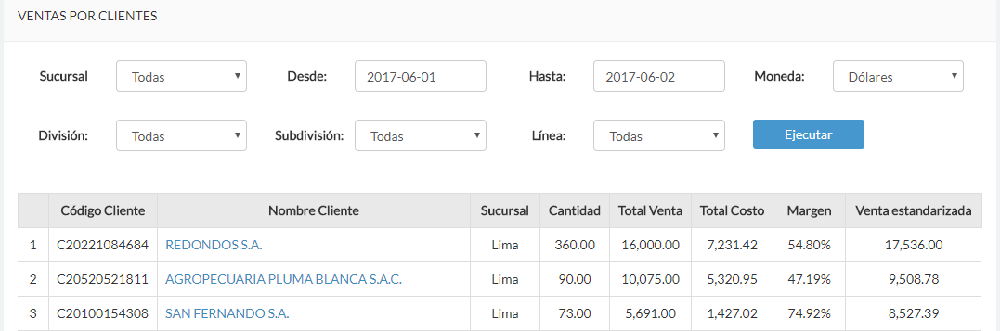 VENTAS POR CLIENTES
Sucursal Todas Desde: 2017-06-01 Hasta: 2017-06-02 Moneda: Dólares
División: Todas Subdivisión: Todas Línea: Todas Ejecutar
Código Cliente Nombre Cliente Sucursal Cantidad Total Venta Total Costo Margen Venta estandarizada
1 C20221084684 REDONDOS S.A. Lima 360.00 16,000.00 7,231.42 54.80% 17,536.00
2 C20520521811 AGROPECUARIA PLUMA BLANCA S.A.C. Lima 90.00 10,075.00 5,320.95 47.19% 9,508.78
3 C20100154308 SAN FERNANDO S.A. Lima 73.00 5,691.00 1,427.02 74.92% 8,527.39